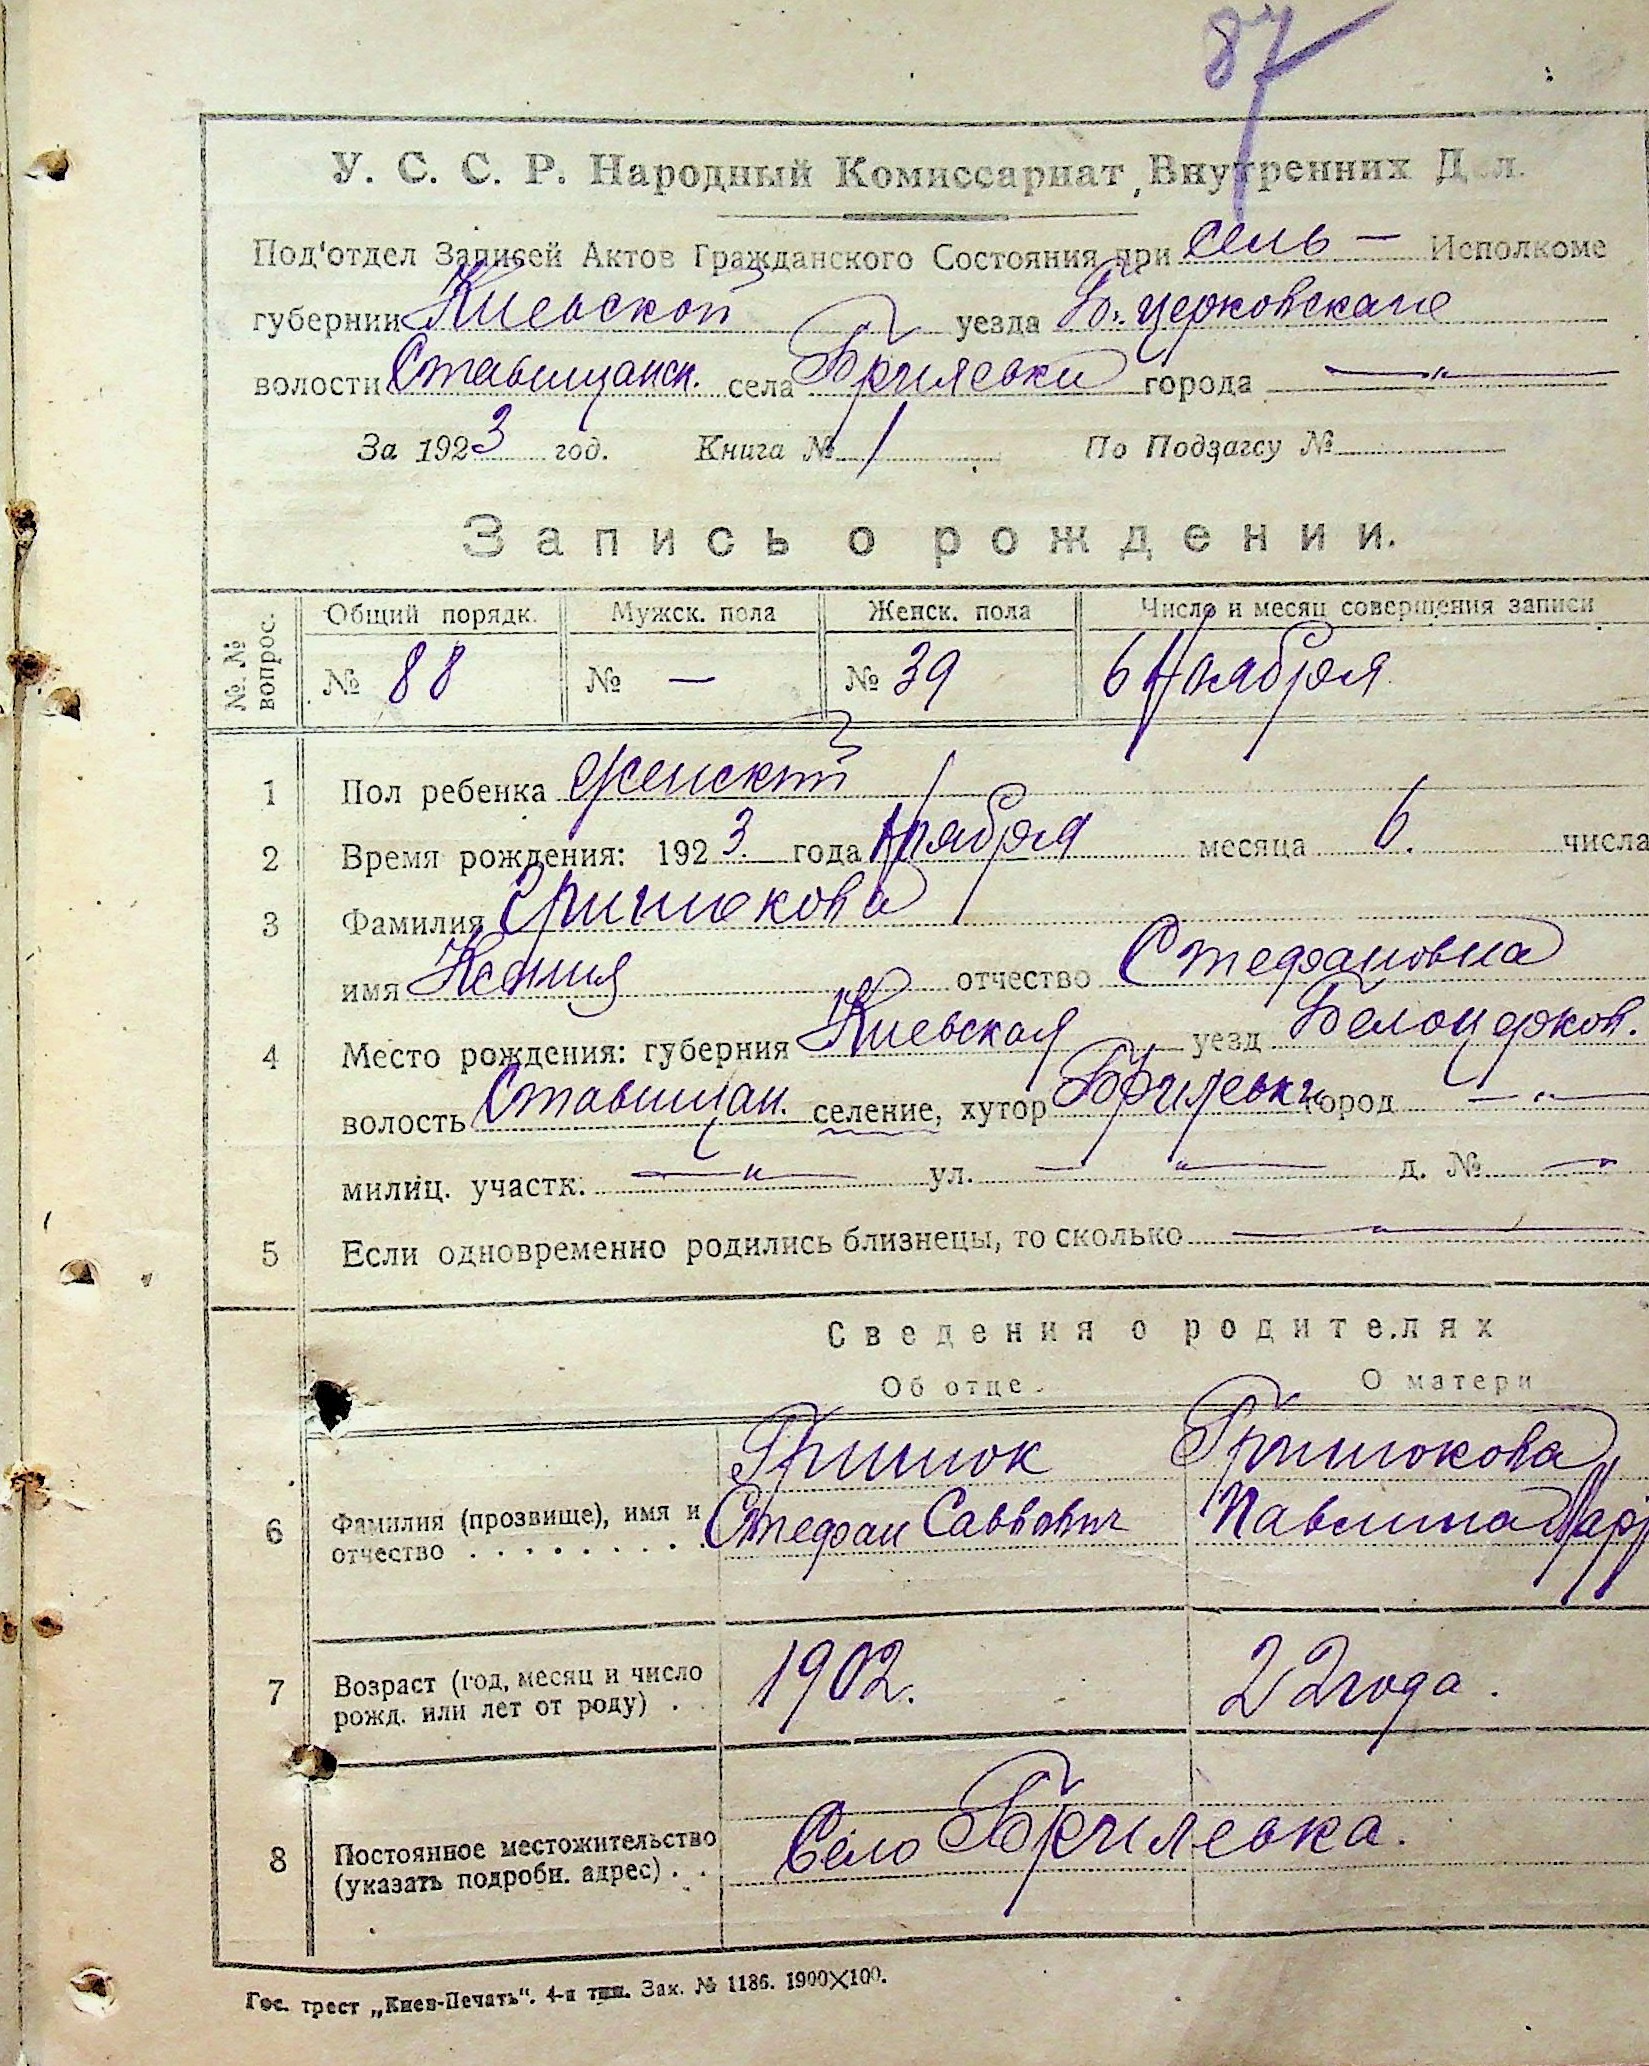 87
У. С. С. Р. Народный Комиссариат Внутренних Дел.
Под'отдел Записей Актов Гражданского Состояния при сель — Исполкоме
губернии Киевской уезда Б. церковскаго
волости Ставищанск. села Брилевки города — " —
За 1923 год. Книга № 1 По Подзагсу №
Запись о рождении.
№ № вопрос. Общий порядк. Мужск. пола Женск. пола Число и месяц совершения записи
№ 88 № — № 39 6 Ноября
1 Пол ребенка женский
2 Время рождения: 1923 года Ноября месяца 6. числа
3 Фамилия Гринюкова
имя Ксения отчество Стефановна
4 Место рождения: губерния Киевская уезд Белоцерков.
волость Ставищан. селение, хутор Брилевка город — " —
милиц. участк. — " — ул. — " — д. № —
5 Если одновременно родились близнецы, то сколько — " —
Сведения о родителях
Об отце. О матери
Гринюк Гринюкова
6 Фамилия (прозвище), имя и Стефан Саввович Павлина
отчество . . . . . . . . .
7 Возраст (год, месяц и число 1902. 22 года.
рожд. или лет от роду) . .
8 Постоянное местожительство Село Брилевка.
(указать подробн. адрес) . .
Гос. трест „Киев-Печать“. 4-я тип. Зак. № 1186. 1900×100.